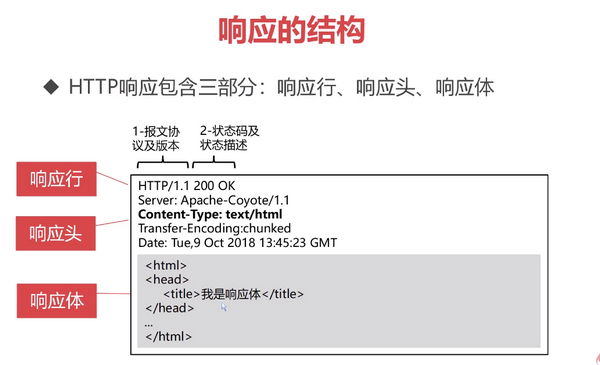 响应的结构
◆ HTTP响应包含三部分：响应行、响应头、响应体
1-报文协
议及版本
2-状态码及
状态描述
响应行
HTTP/1.1 200 OK
Server: Apache-Coyote/1.1
响应头
Content-Type: text/html
Transfer-Encoding:chunked
Date: Tue,9 Oct 2018 13:45:23 GMT
响应体
<html>
<head>
<title>我是响应体</title>
</head>
...
</html>